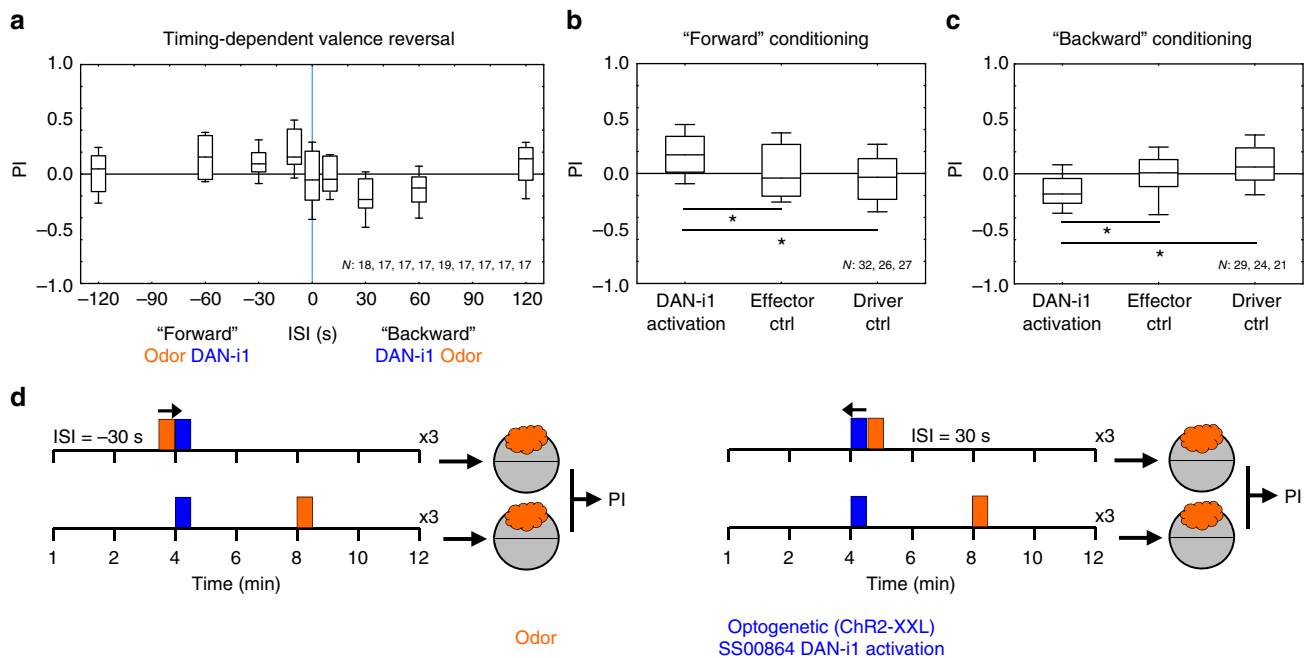 a
Timing-dependent valence reversal
1.0
0.5
0.0
−0.5
−1.0
PI
N: 18, 17, 17, 17, 19, 17, 17, 17, 17
−120 −90 −60 −30 0 30 60 90 120
"Forward" ISI (s) "Backward"
Odor DAN-i1 DAN-i1 Odor
b
"Forward" conditioning
1.0
0.5
0.0
−0.5
−1.0
PI
*
*
N: 32, 26, 27
DAN-i1 Effector Driver
activation ctrl ctrl
c
"Backward" conditioning
1.0
0.5
0.0
−0.5
−1.0
PI
*
*
N: 29, 24, 21
DAN-i1 Effector Driver
activation ctrl ctrl
d
ISI = −30 s x3
x3
1 2 4 6 8 10 12
Time (min)
PI
ISI = 30 s x3
x3
1 2 4 6 8 10 12
Time (min)
PI
Odor
Optogenetic (ChR2-XXL)
SS00864 DAN-i1 activation